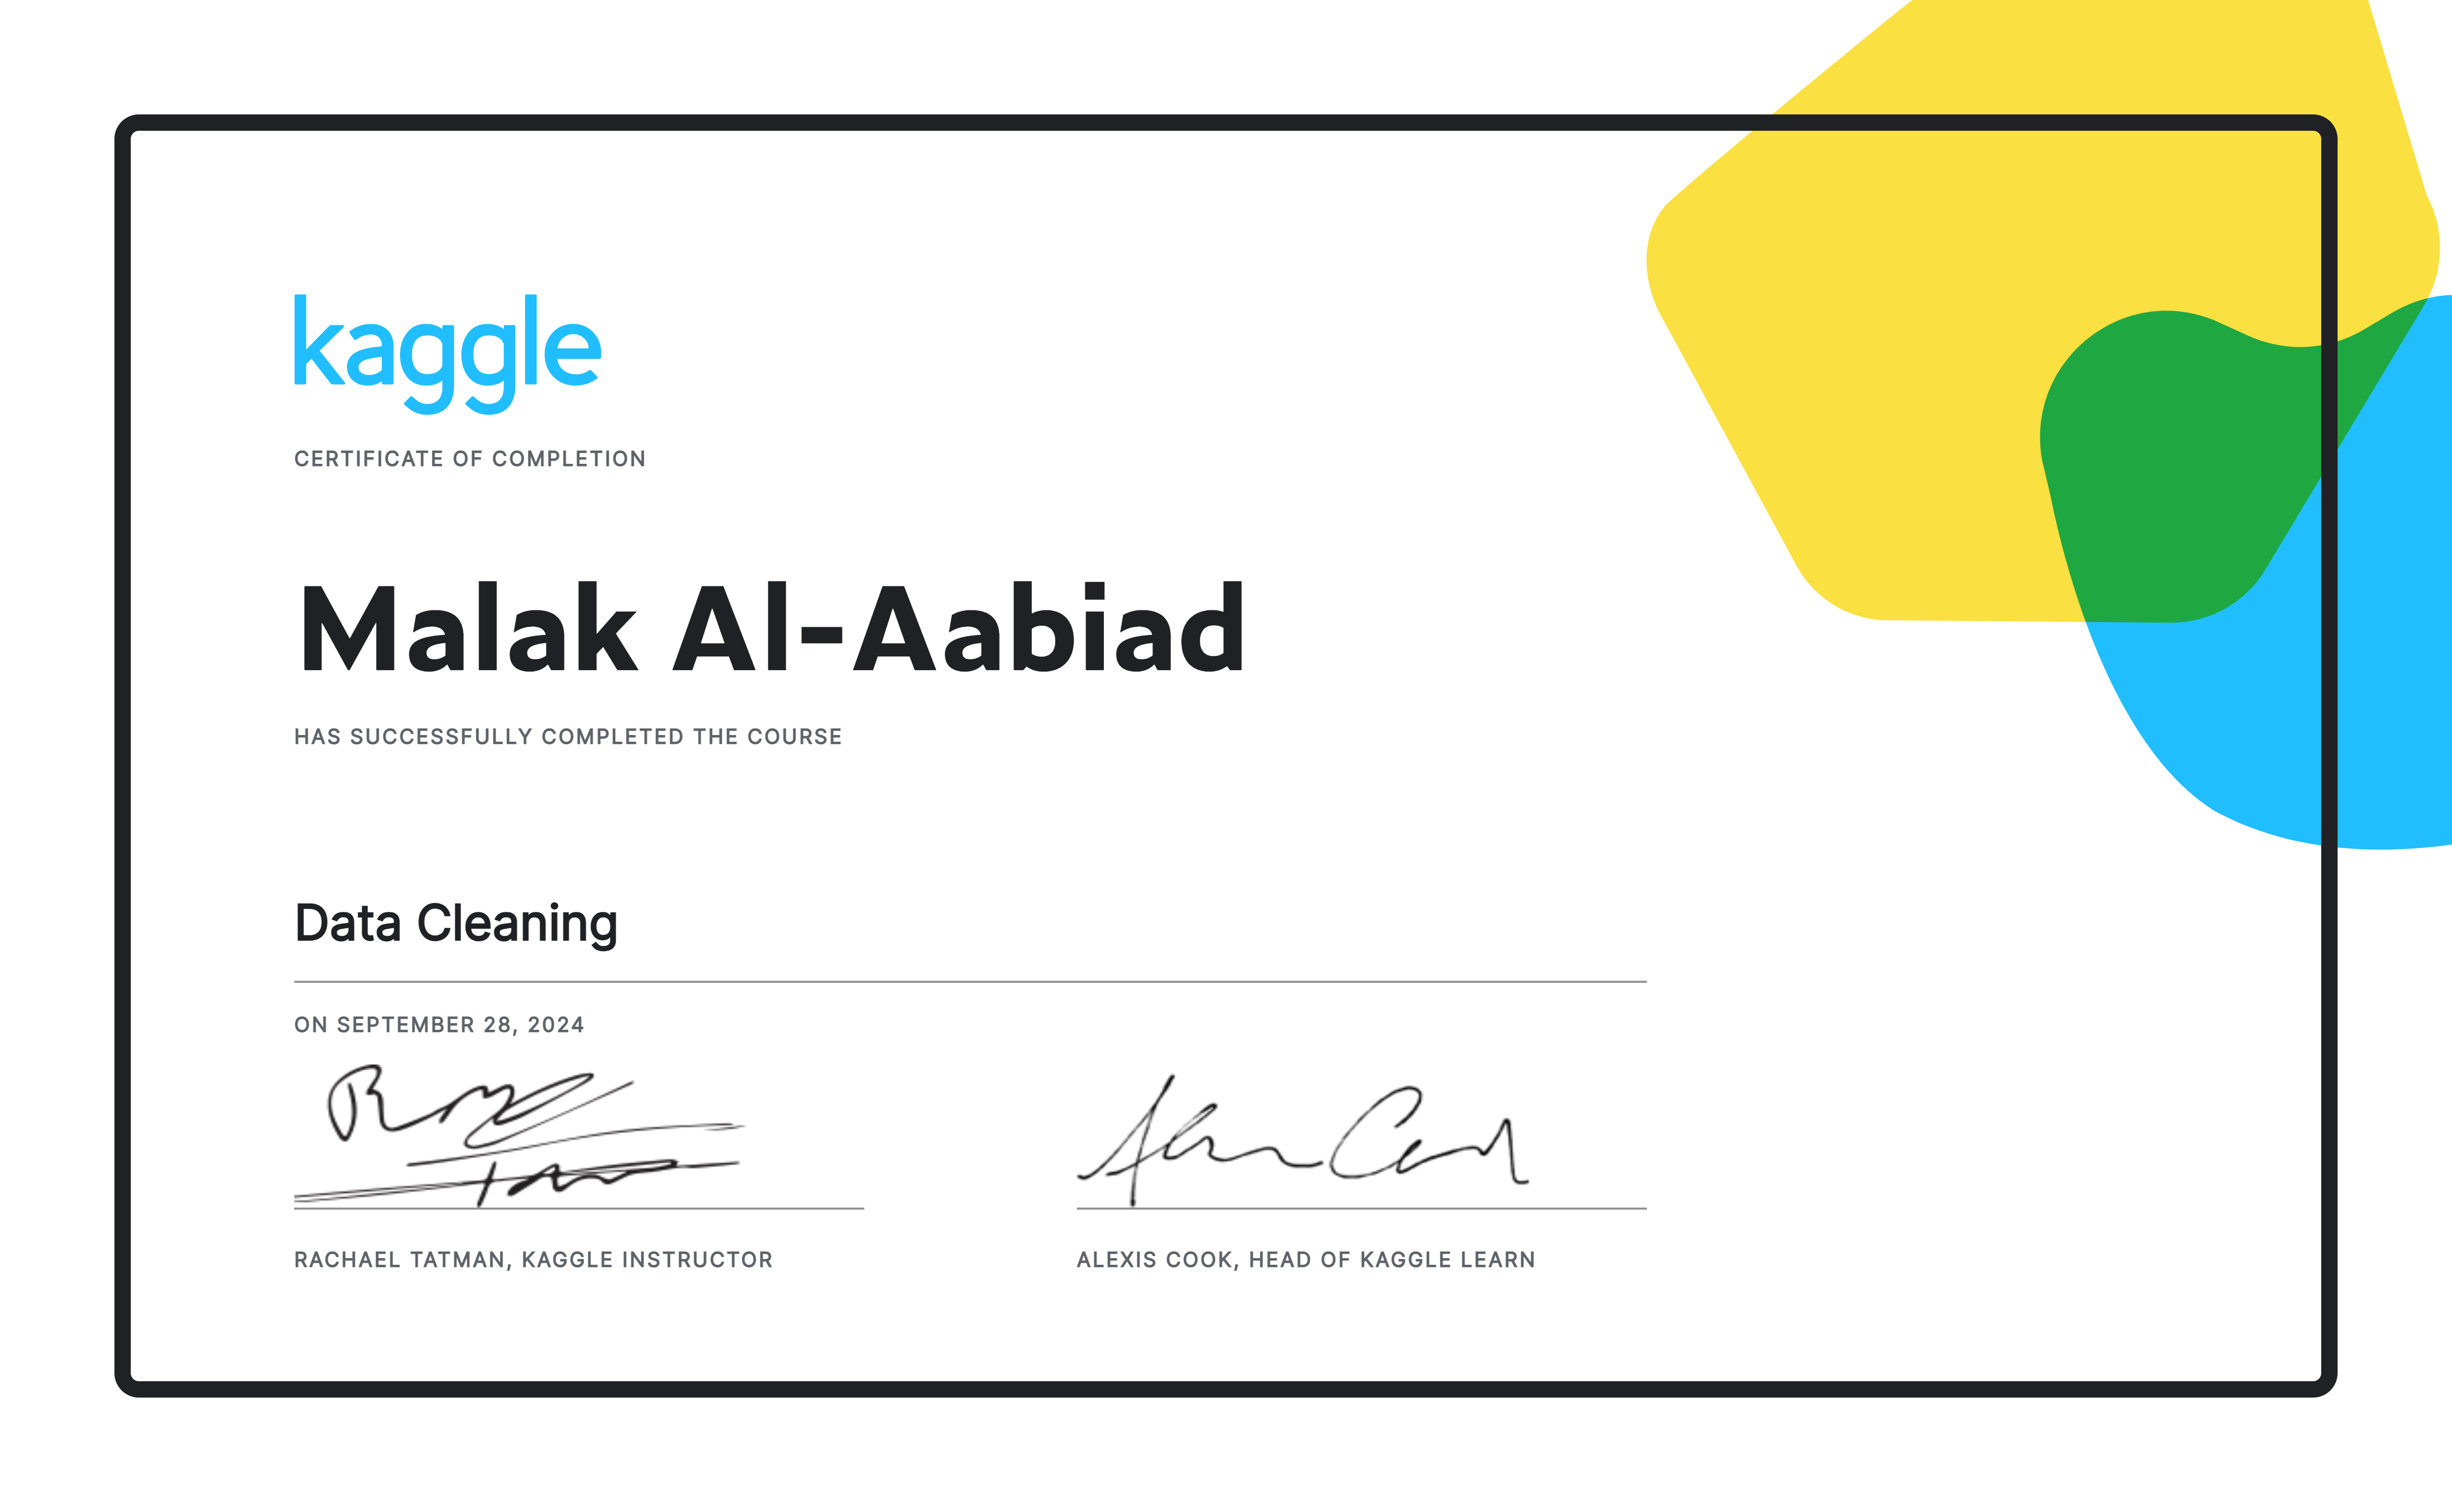 kaggle
CERTIFICATE OF COMPLETION
Malak Al-Aabiad
HAS SUCCESSFULLY COMPLETED THE COURSE
Data Cleaning
ON SEPTEMBER 28, 2024
RACHAEL TATMAN, KAGGLE INSTRUCTOR
ALEXIS COOK, HEAD OF KAGGLE LEARN